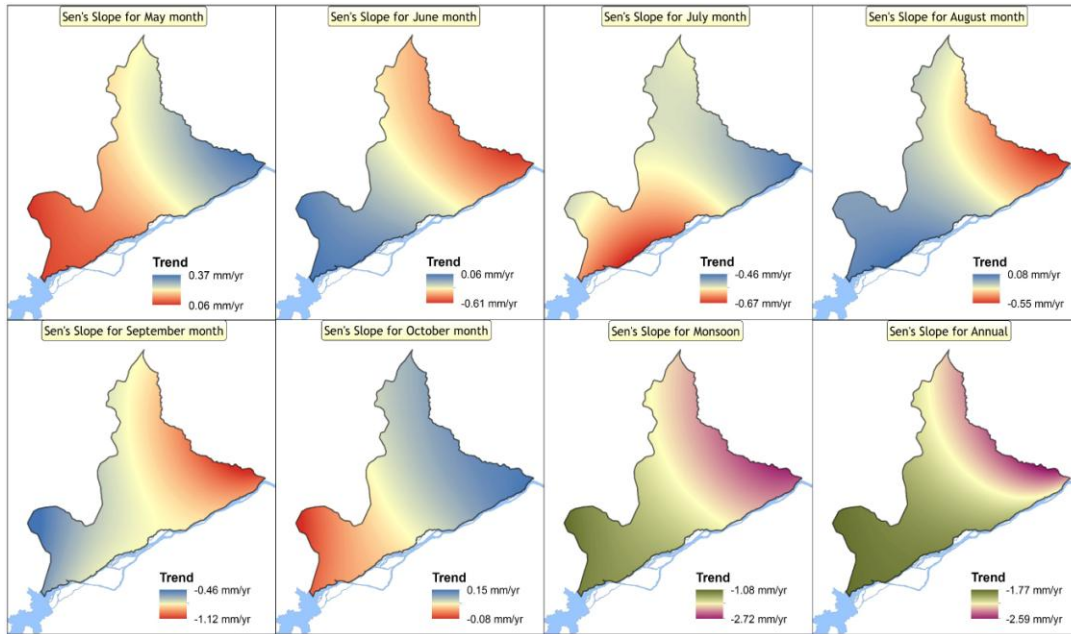 Sen's Slope for May month
Trend
0.37 mm/yr
0.06 mm/yr
Sen's Slope for June month
Trend
0.06 mm/yr
-0.61 mm/yr
Sen's Slope for July month
Trend
-0.46 mm/yr
-0.67 mm/yr
Sen's Slope for August month
Trend
0.08 mm/yr
-0.55 mm/yr
Sen's Slope for September month
Trend
-0.46 mm/yr
-1.12 mm/yr
Sen's Slope for October month
Trend
0.15 mm/yr
-0.08 mm/yr
Sen's Slope for Monsoon
Trend
-1.08 mm/yr
-2.72 mm/yr
Sen's Slope for Annual
Trend
-1.77 mm/yr
-2.59 mm/yr